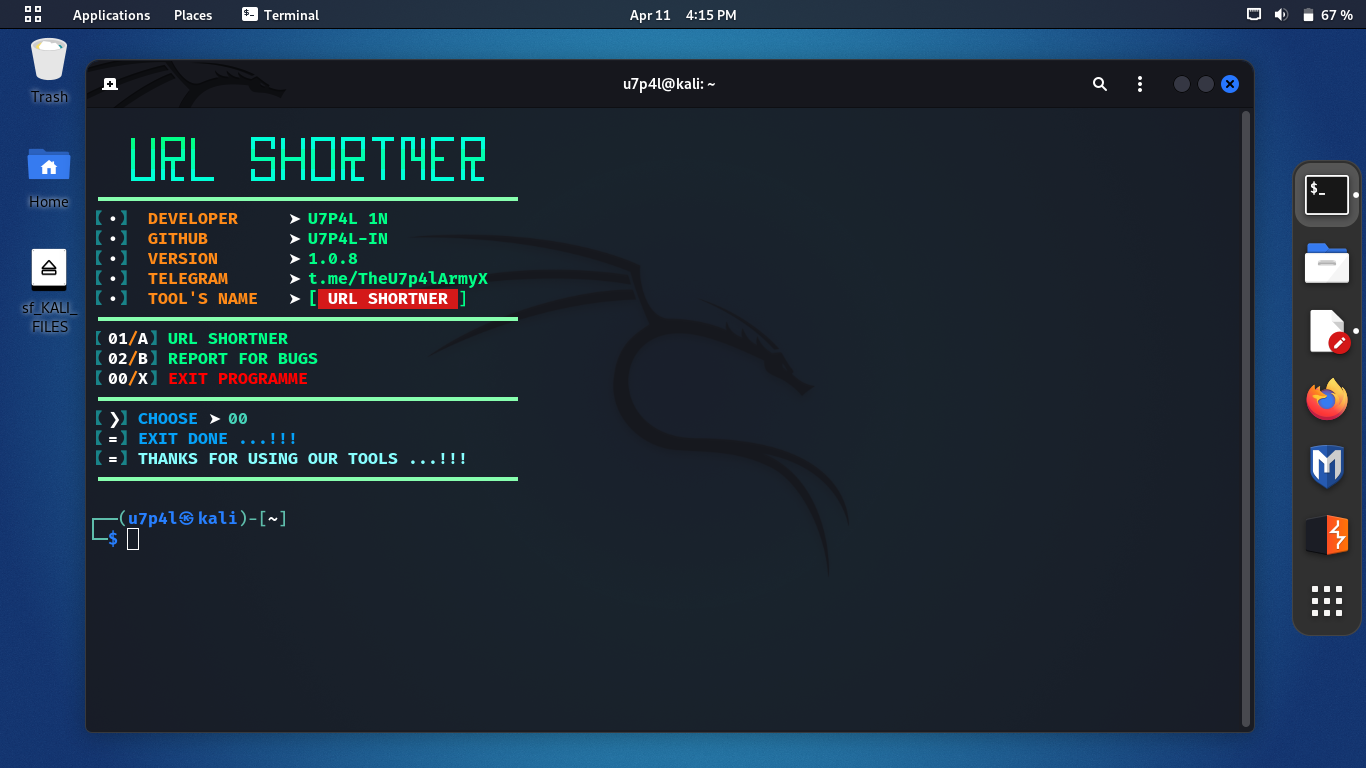 Applications Places Terminal Apr 11 4:15 PM 67 %
Trash
Home
sf_KALI_
FILES
u7p4l@kali: ~
URL SHORTNER
【 • 】 DEVELOPER ➤ U7P4L 1N
【 • 】 GITHUB ➤ U7P4L-IN
【 • 】 VERSION ➤ 1.0.8
【 • 】 TELEGRAM ➤ t.me/TheU7p4lArmyX
【 • 】 TOOL'S NAME ➤ [ URL SHORTNER ]
【 01/A】 URL SHORTNER
【 02/B】 REPORT FOR BUGS
【 00/X】 EXIT PROGRAMME
【 ❯】 CHOOSE ➤ 00
【 =】 EXIT DONE ...!!!
【 =】 THANKS FOR USING OUR TOOLS ...!!!
┌──(u7p4l㉿kali)-[~]
└─$
$_
M